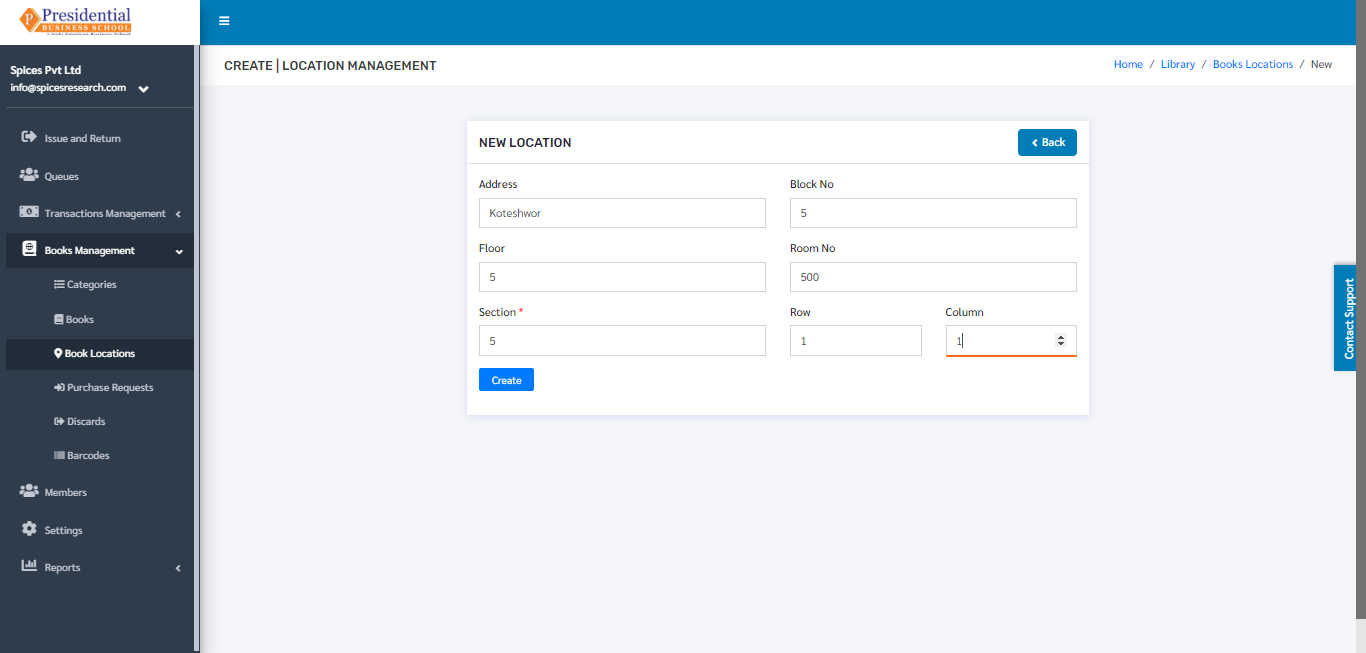 Presidential
BUSINESS SCHOOL
Spices Pvt Ltd
info@spicesresearch.com
Issue and Return
Queues
Transactions Management
Books Management
Categories
Books
Book Locations
Purchase Requests
Discards
Barcodes
Members
Settings
Reports
CREATE | LOCATION MANAGEMENT
Home / Library / Books Locations / New
NEW LOCATION
Back
Address
Block No
Koteshwor
5
Floor
Room No
5
500
Section *
Row
Column
5
1
1
Create
Contact Support